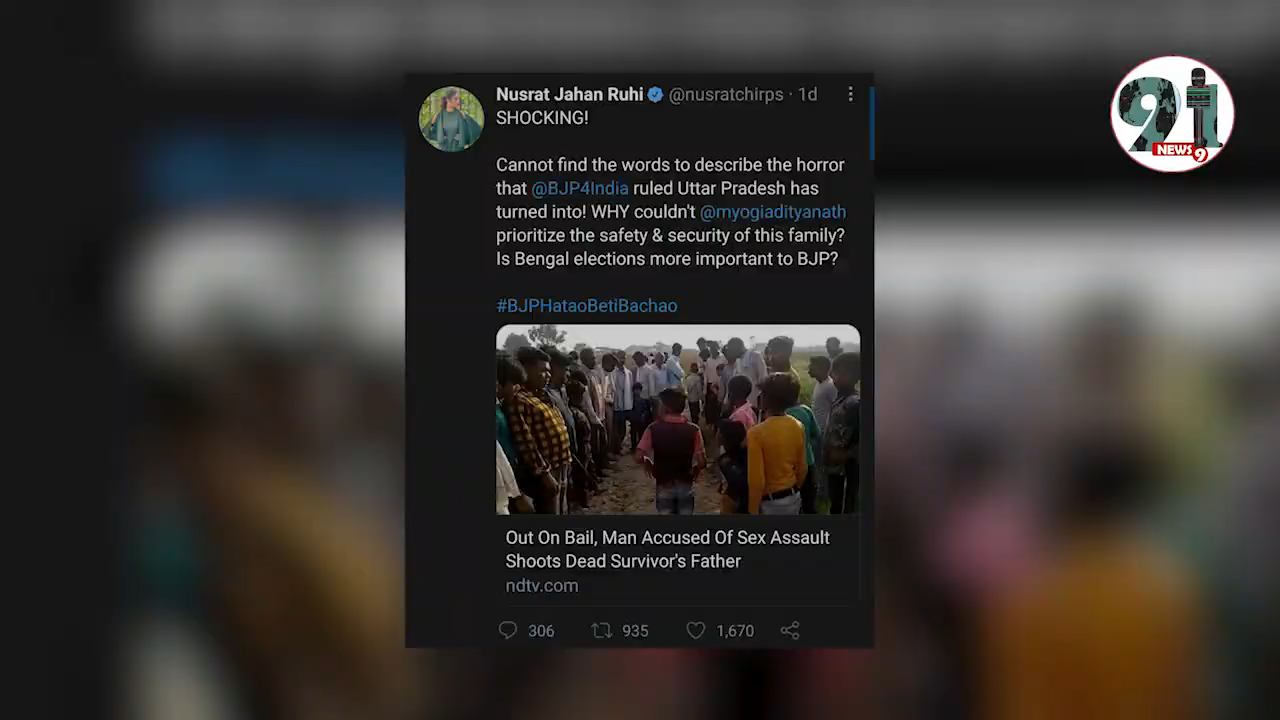 Nusrat Jahan Ruhi @nusratchirps · 1d
SHOCKING!
Cannot find the words to describe the horror
that @BJP4India ruled Uttar Pradesh has
turned into! WHY couldn't @myogiadityanath
prioritize the safety & security of this family?
Is Bengal elections more important to BJP?
#BJPHataoBetiBachao
Out On Bail, Man Accused Of Sex Assault
Shoots Dead Survivor's Father
ndtv.com
306 935 1,670
91
NEWS 9